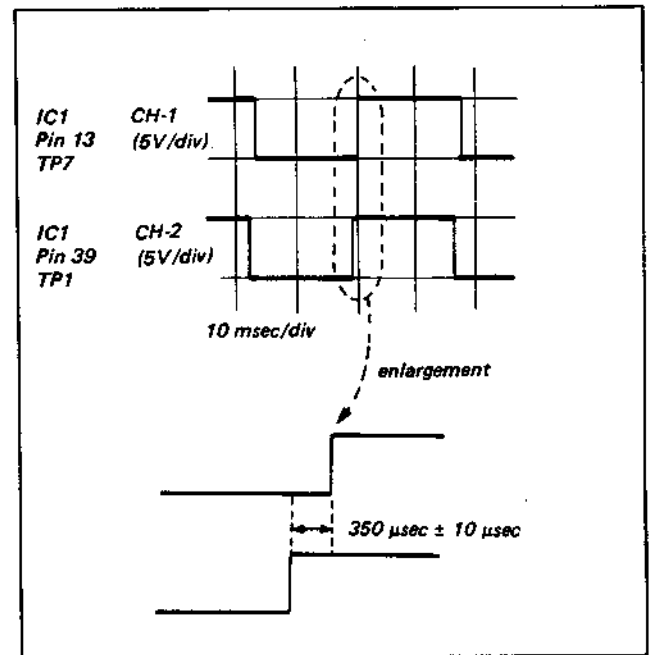 IC1 CH-1
Pin 13 (5V/div)
TP7
IC1 CH-2
Pin 39 (5V/div)
TP1
10 msec/div
enlargement
350 μsec ± 10 μsec